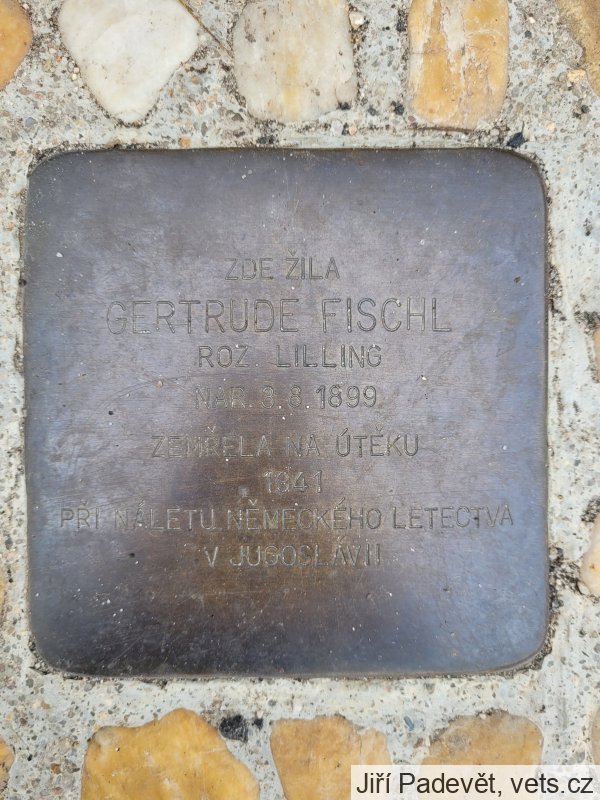 ZDE ŽILA
GERTRUDE FISCHL
ROZ. LILLING
NAR. 3.8.1899
ZEMŘELA NA ÚTĚKU
1941
PŘI NÁLETU NĚMECKÉHO LETECTVA
V JUGOSLÁVII
Jiří Padevět, vets.cz